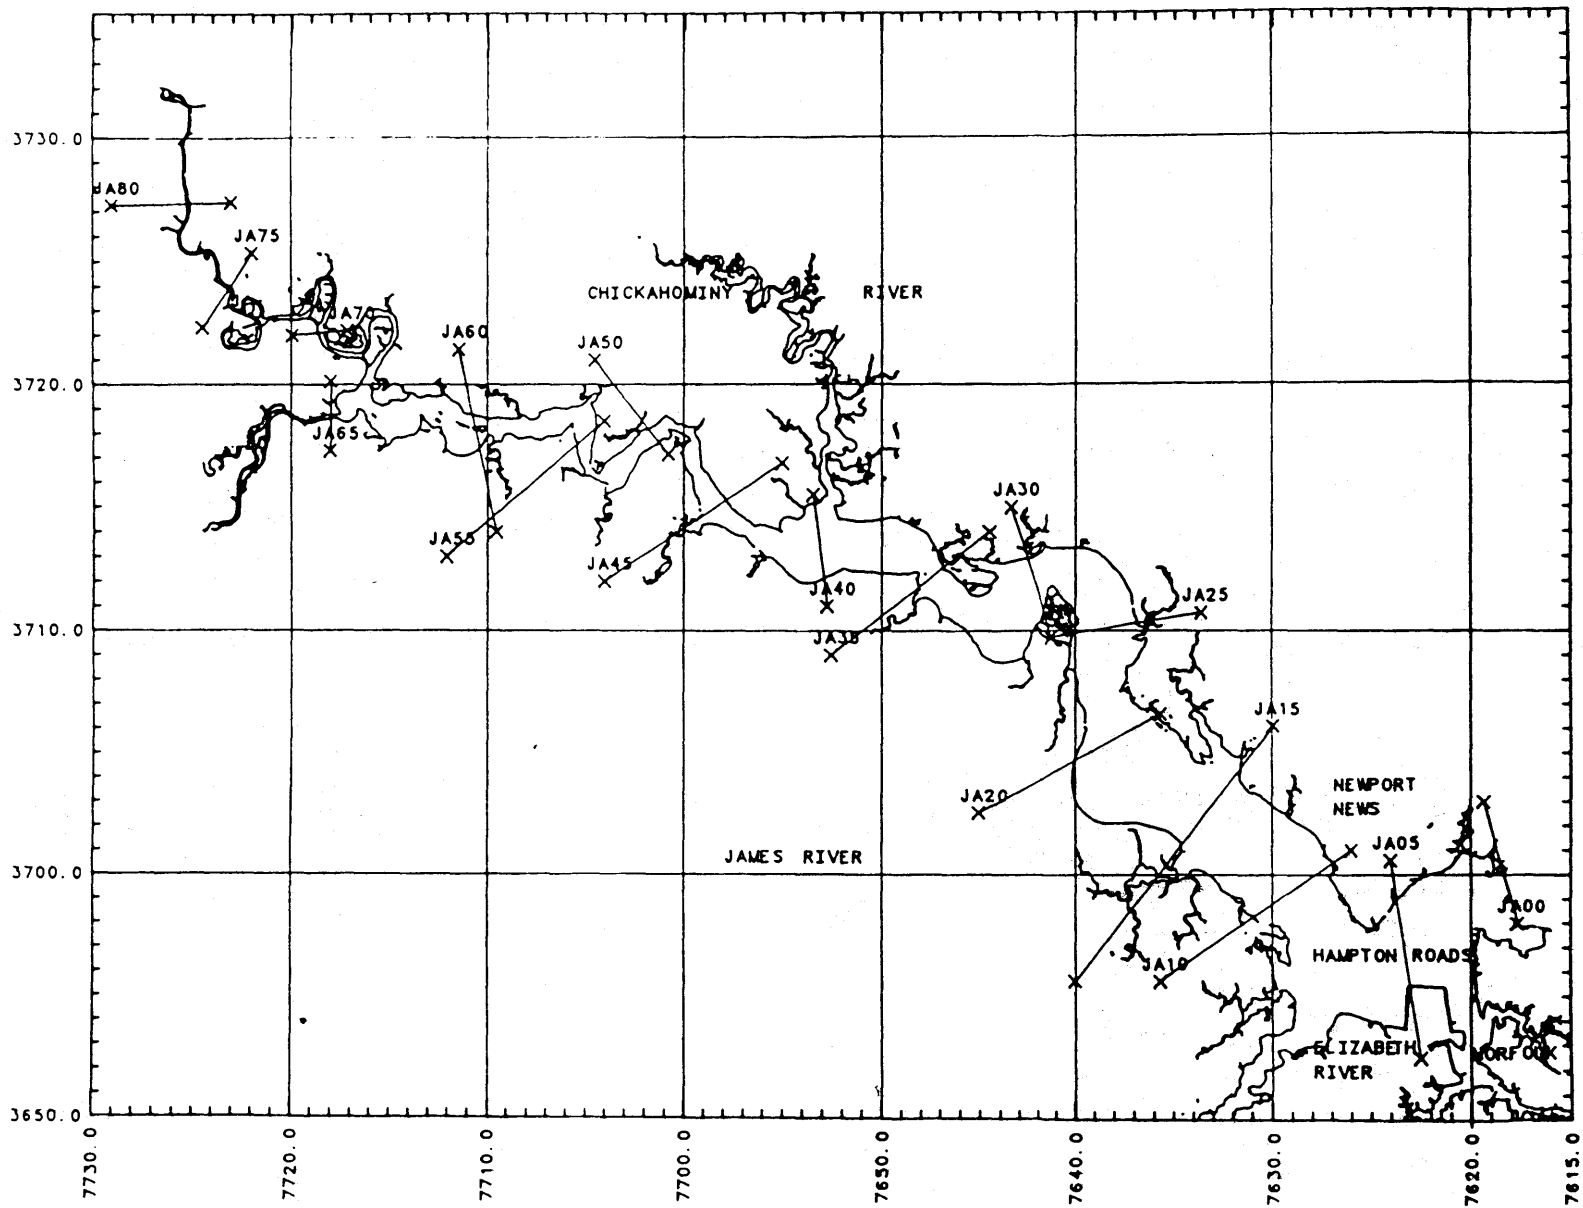 3730. 0
JA80
JA75
CHICKAHOMINY RIVER
JA60
JA50
3720. 0
JA65
JA30
JA55
JA45
JA40
JA25
3710. 0
JA15
JA20
NEWPORT
NEWS
JA05
JAMES RIVER
3700. 0
JA00
HAMPTON ROADS
JA10
ELIZABETH
RIVER
3650. 0
7730. 0
7720. 0
7710. 0
7700. 0
7650. 0
7640. 0
7630. 0
7620. 0
7615. 0